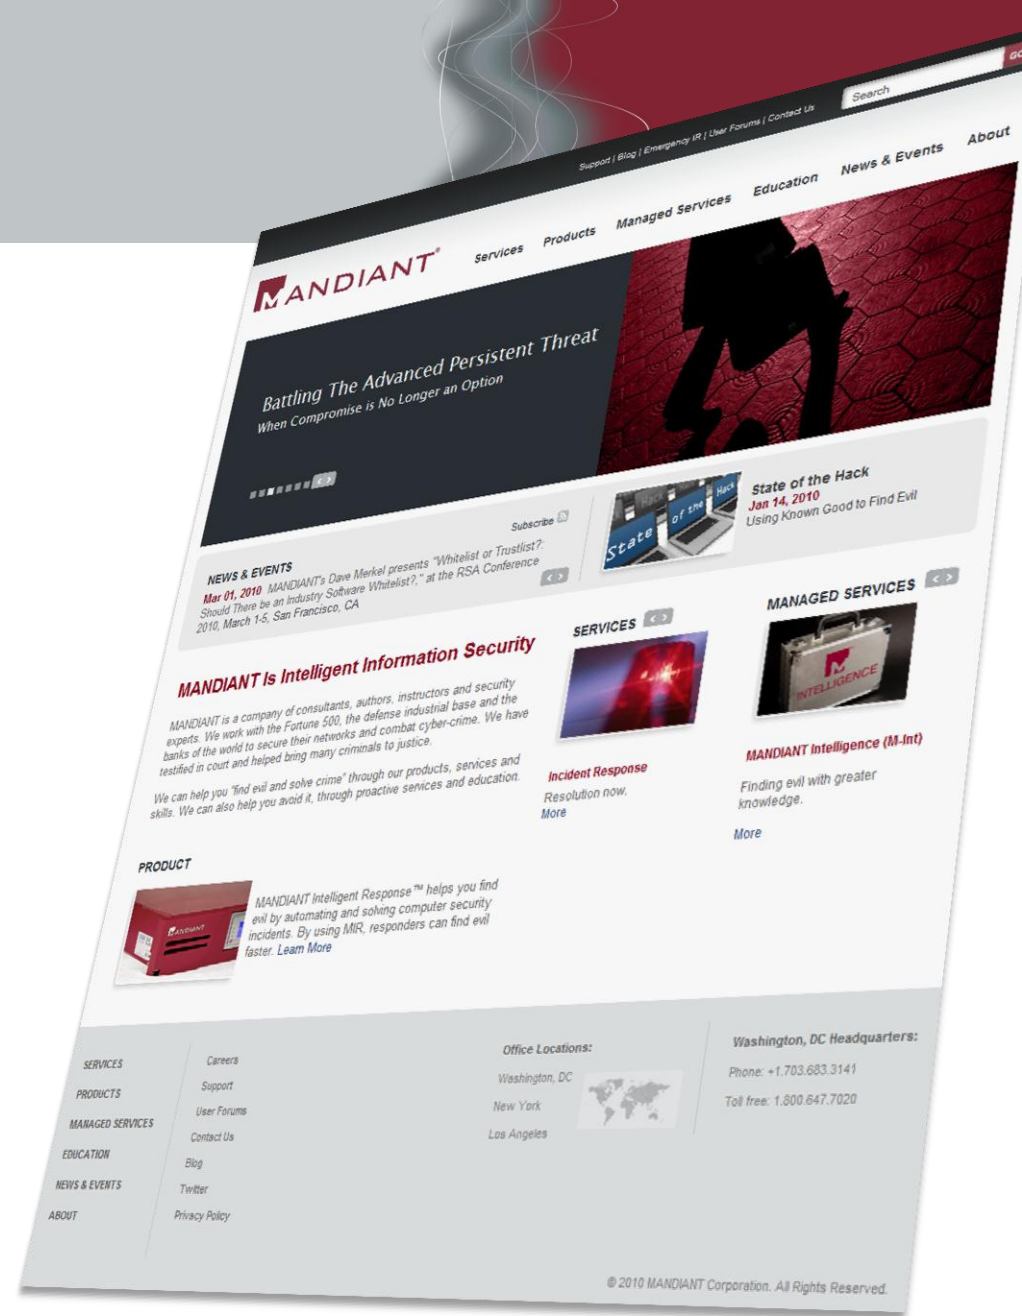 Support | Blog | Emergency IR | User Forums | Contact Us
Search
GO
MANDIANT®
Services
Products
Managed Services
Education
News & Events
About
Battling The Advanced Persistent Threat
When Compromise is No Longer an Option
NEWS & EVENTS
Subscribe
Mar 01, 2010 MANDIANT's Dave Merkel presents "Whitelist or Trustlist?:
Should There be an Industry Software Whitelist?," at the RSA Conference
2010, March 1-5, San Francisco, CA
State of the Hack
Hack
State of the Hack
Jan 14, 2010
Using Known Good to Find Evil
MANDIANT Is Intelligent Information Security
MANDIANT is a company of consultants, authors, instructors and security
experts. We work with the Fortune 500, the defense industrial base and the
banks of the world to secure their networks and combat cyber-crime. We have
testified in court and helped bring many criminals to justice.
We can help you "find evil and solve crime" through our products, services and
skills. We can also help you avoid it, through proactive services and education.
SERVICES
Incident Response
Resolution now.
More
MANAGED SERVICES
M
INTELLIGENCE
MANDIANT Intelligence (M-Int)
Finding evil with greater
knowledge.
More
PRODUCT
MANDIANT
MANDIANT Intelligent Response™ helps you find
evil by automating and solving computer security
incidents. By using MIR, responders can find evil
faster. Learn More
SERVICES
PRODUCTS
MANAGED SERVICES
EDUCATION
NEWS & EVENTS
ABOUT
Careers
Support
User Forums
Contact Us
Blog
Twitter
Privacy Policy
Office Locations:
Washington, DC
New York
Los Angeles
Washington, DC Headquarters:
Phone: +1.703.683.3141
Toll free: 1.800.647.7020
© 2010 MANDIANT Corporation. All Rights Reserved.